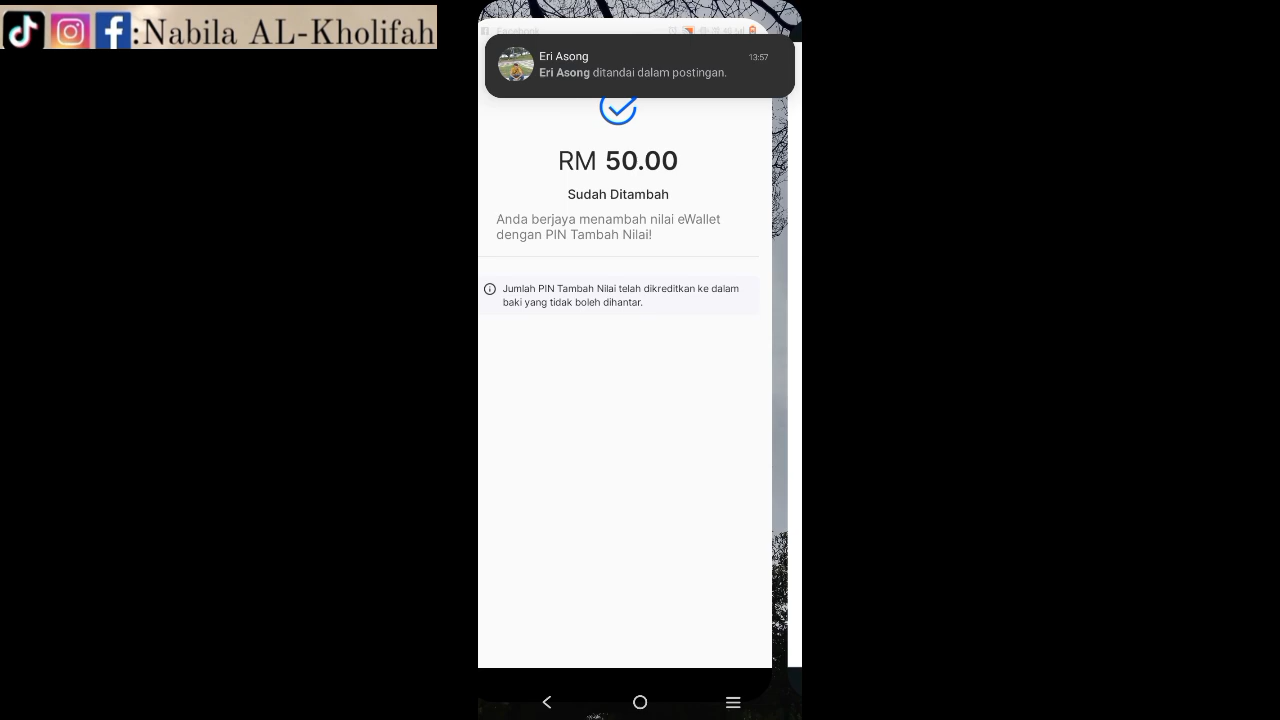 :Nabila AL-Kholifah
Facebook
Eri Asong
13:57
Eri Asong ditandai dalam postingan.
RM 50.00
Sudah Ditambah
Anda berjaya menambah nilai eWallet
dengan PIN Tambah Nilai!
Jumlah PIN Tambah Nilai telah dikreditkan ke dalam
baki yang tidak boleh dihantar.